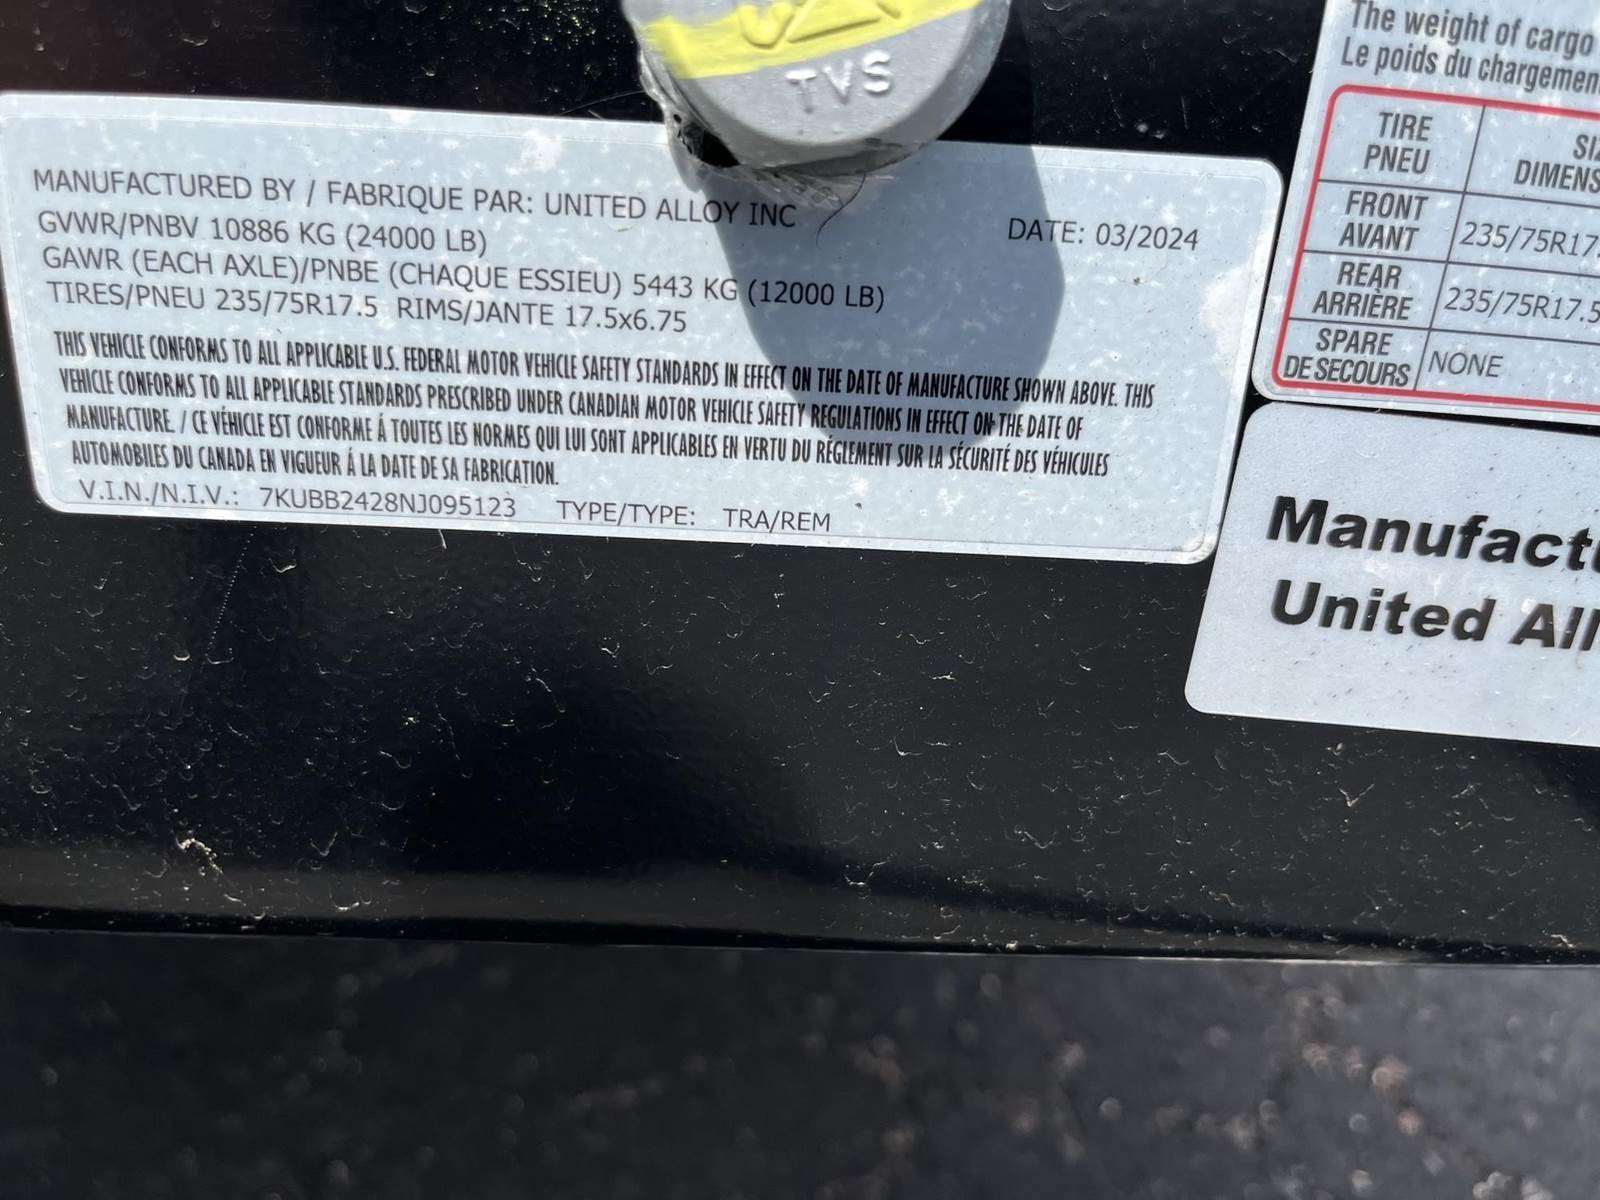 TVS
MANUFACTURED BY / FABRIQUE PAR: UNITED ALLOY INC
DATE: 03/2024
GVWR/PNBV 10886 KG (24000 LB)
GAWR (EACH AXLE)/PNBE (CHAQUE ESSIEU) 5443 KG (12000 LB)
TIRES/PNEU 235/75R17.5 RIMS/JANTE 17.5x6.75
THIS VEHICLE CONFORMS TO ALL APPLICABLE U.S. FEDERAL MOTOR VEHICLE SAFETY STANDARDS IN EFFECT ON THE DATE OF MANUFACTURE SHOWN ABOVE. THIS
VEHICLE CONFORMS TO ALL APPLICABLE STANDARDS PRESCRIBED UNDER CANADIAN MOTOR VEHICLE SAFETY REGULATIONS IN EFFECT ON THE DATE OF
MANUFACTURE. / CE VÉHICLE EST CONFORME Á TOUTES LES NORMES QUI LUI SONT APPLICABLES EN VERTU DU RÉGLEMENT SUR LA SÉCURITÉ DES VÉHICULES
AUTOMOBILES DU CANADA EN VIGUEUR Á LA DATE DE SA FABRICATION.
V.I.N./N.I.V.: 7KUBB2428NJ095123 TYPE/TYPE: TRA/REM
The weight of cargo
Le poids du chargemen
TIRE
PNEU
SIZ
DIMENS
FRONT
AVANT
235/75R17.
REAR
ARRIÈRE
235/75R17.5
SPARE
DE SECOURS
NONE
Manufactu
United All